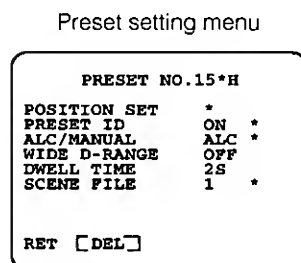 Preset setting menu
PRESET NO.15*H
POSITION SET *
PRESET ID ON *
ALC/MANUAL ALC *
WIDE D-RANGE OFF
DWELL TIME 2S
SCENE FILE 1 *
RET [DEL]